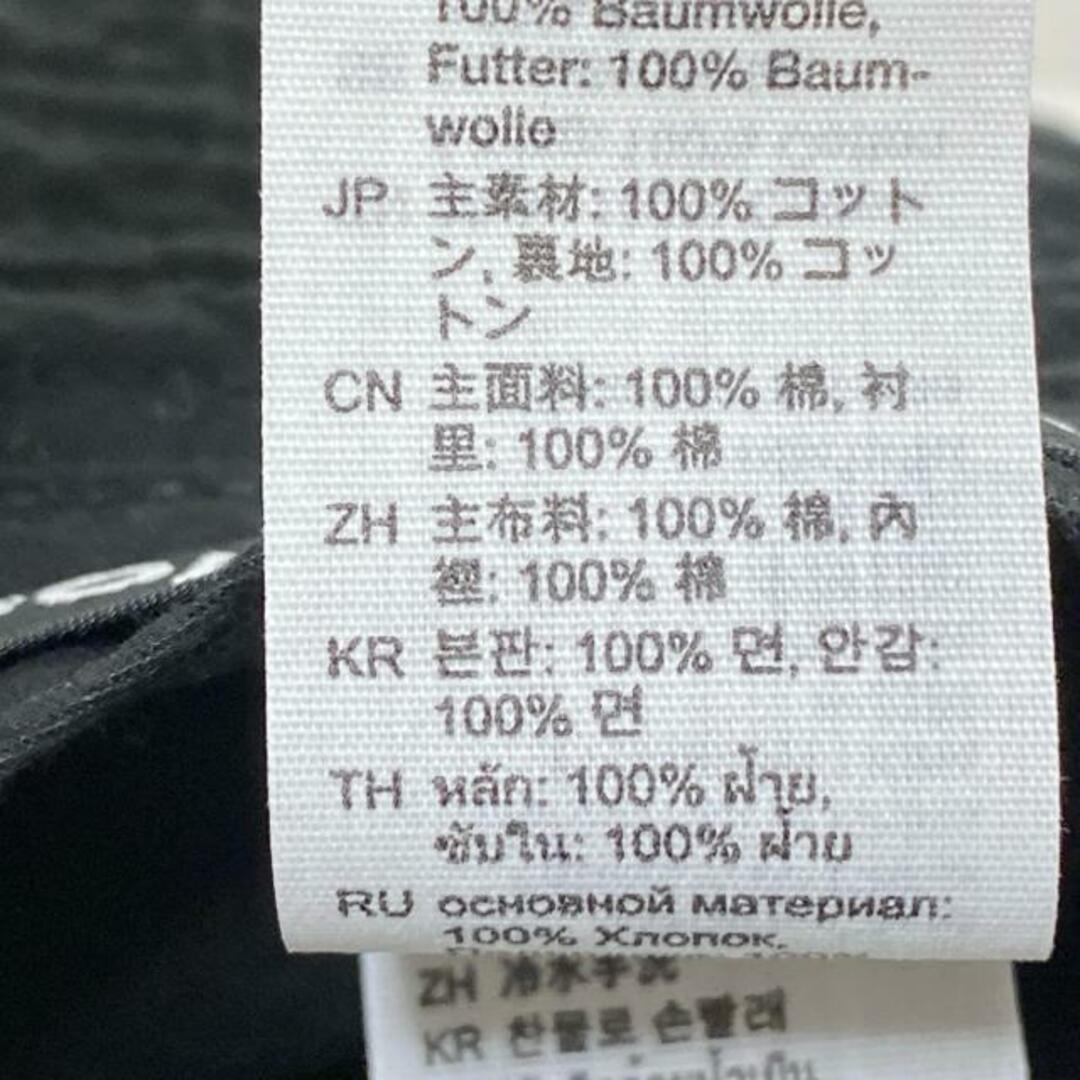 100% Baumwolle,
Futter: 100% Baum-
wolle
JP 主素材: 100% コット
ン, 裏地: 100% コッ
トン
CN 主面料: 100% 棉, 衬
里: 100% 棉
ZH 主布料: 100% 棉, 內
裡: 100% 棉
KR 본판: 100% 면, 안감:
100% 면
TH หลัก: 100% ฝ้าย,
ซับใน: 100% ฝ้าย
RU основной материал:
100% Хлопок,
ZH 冷水手洗
KR 찬물로 손빨래